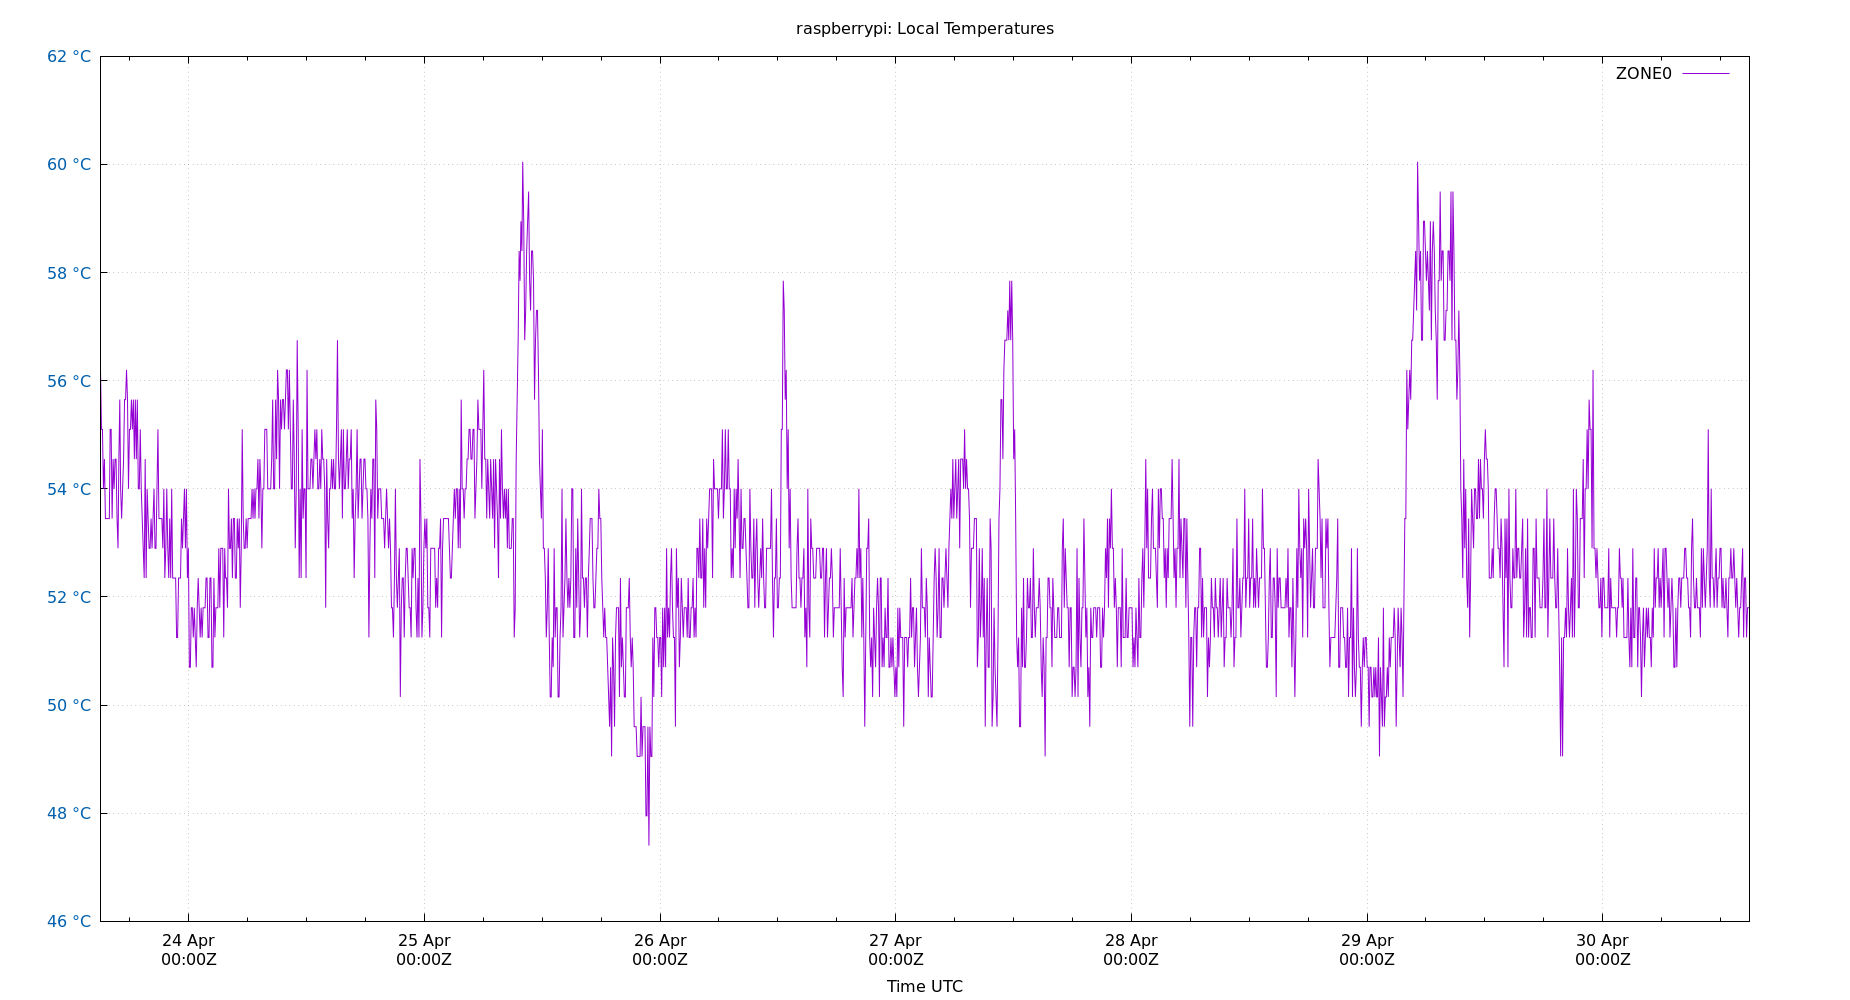 raspberrypi: Local Temperatures
62 °C
ZONE0
60 °C
58 °C
56 °C
54 °C
52 °C
50 °C
48 °C
46 °C
24 Apr 25 Apr 26 Apr 27 Apr 28 Apr 29 Apr 30 Apr
00:00Z 00:00Z 00:00Z 00:00Z 00:00Z 00:00Z 00:00Z
Time UTC